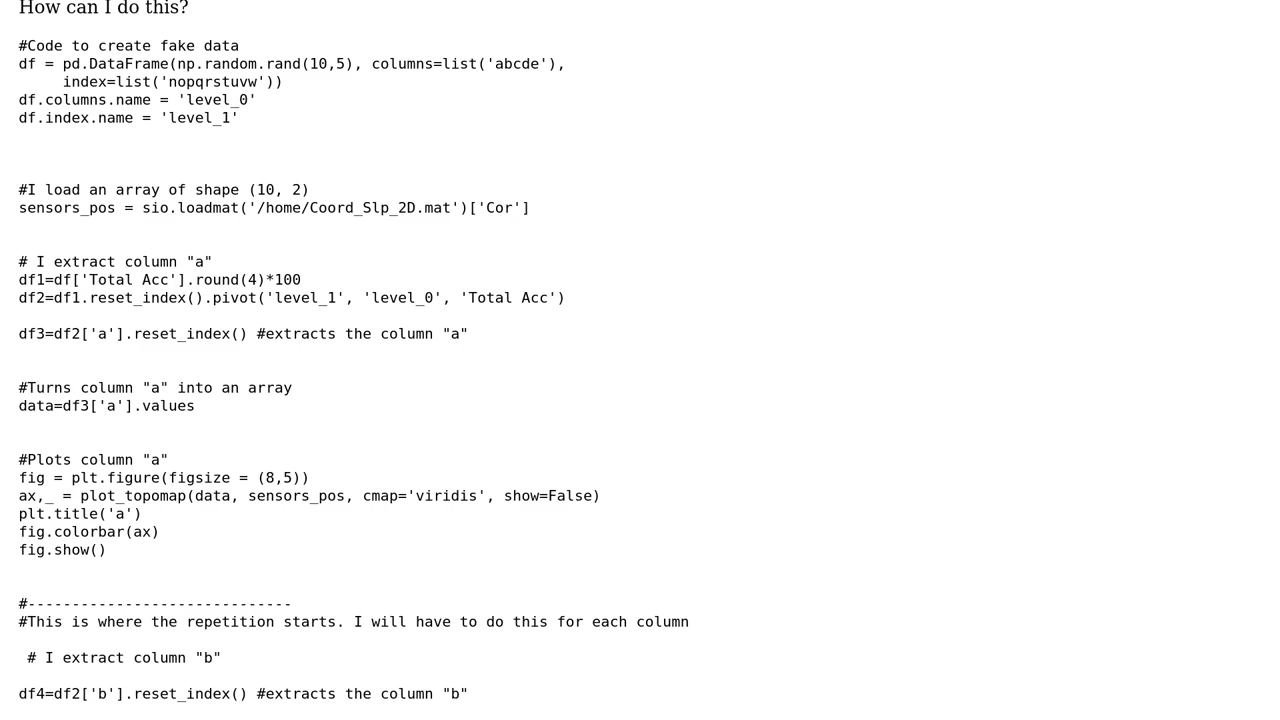 How can I do this?
#Code to create fake data
df = pd.DataFrame(np.random.rand(10,5), columns=list('abcde'),
     index=list('nopqrstuvw'))
df.columns.name = 'level_0'
df.index.name = 'level_1'
#I load an array of shape (10, 2)
sensors_pos = sio.loadmat('/home/Coord_Slp_2D.mat')['Cor']
# I extract column "a"
df1=df['Total Acc'].round(4)*100
df2=df1.reset_index().pivot('level_1', 'level_0', 'Total Acc')
df3=df2['a'].reset_index() #extracts the column "a"
#Turns column "a" into an array
data=df3['a'].values
#Plots column "a"
fig = plt.figure(figsize = (8,5))
ax,_ = plot_topomap(data, sensors_pos, cmap='viridis', show=False)
plt.title('a')
fig.colorbar(ax)
fig.show()
#------------------------------
#This is where the repetition starts. I will have to do this for each column
 # I extract column "b"
df4=df2['b'].reset_index() #extracts the column "b"